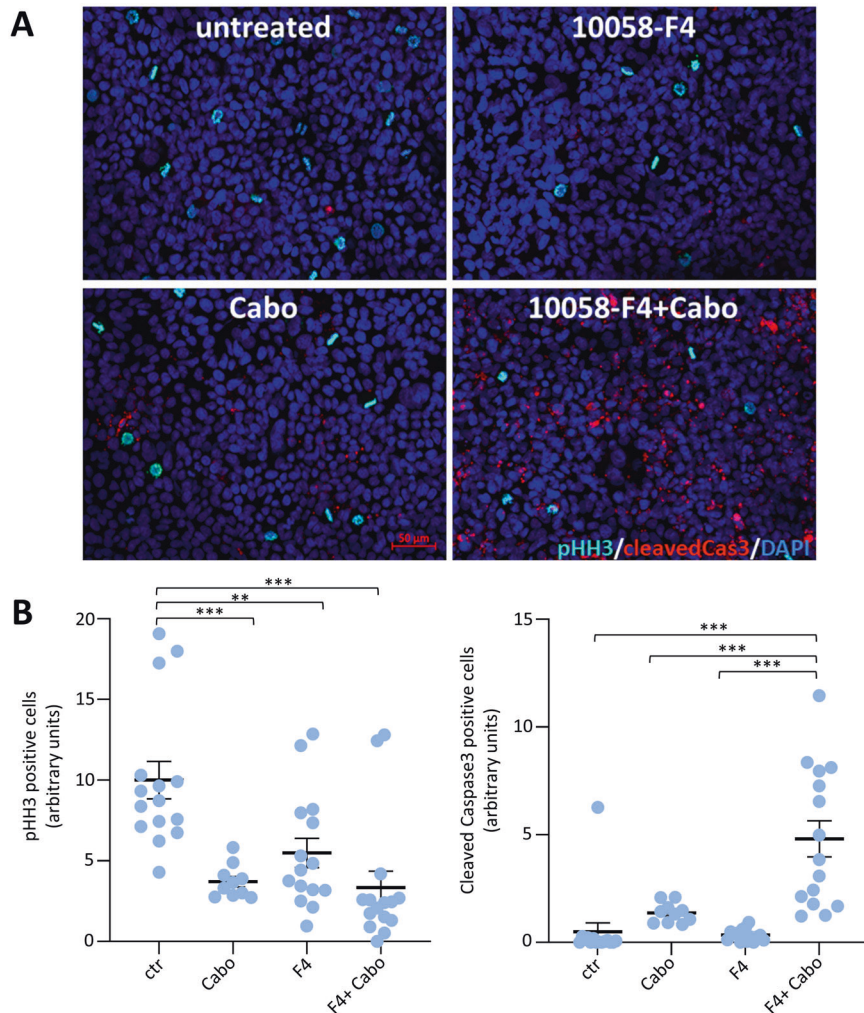 A
untreated
10058-F4
Cabo
10058-F4+Cabo
50 μm
pHH3/cleavedCas3/DAPI
B
***
**
***
20
15
10
5
0
pHH3 positive cells
(arbitrary units)
ctr
Cabo
F4
F4+ Cabo
***
***
***
15
10
5
0
Cleaved Caspase3 positive cells
(arbitrary units)
ctr
Cabo
F4
F4+ Cabo